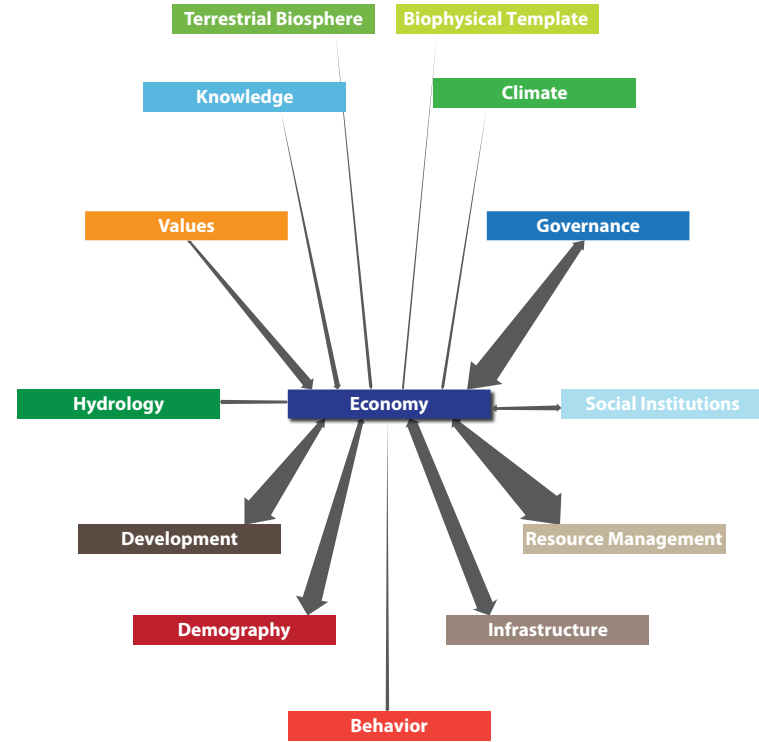 Terrestrial Biosphere
Biophysical Template
Knowledge
Climate
Values
Governance
Hydrology
Economy
Social Institutions
Development
Resource Management
Demography
Infrastructure
Behavior